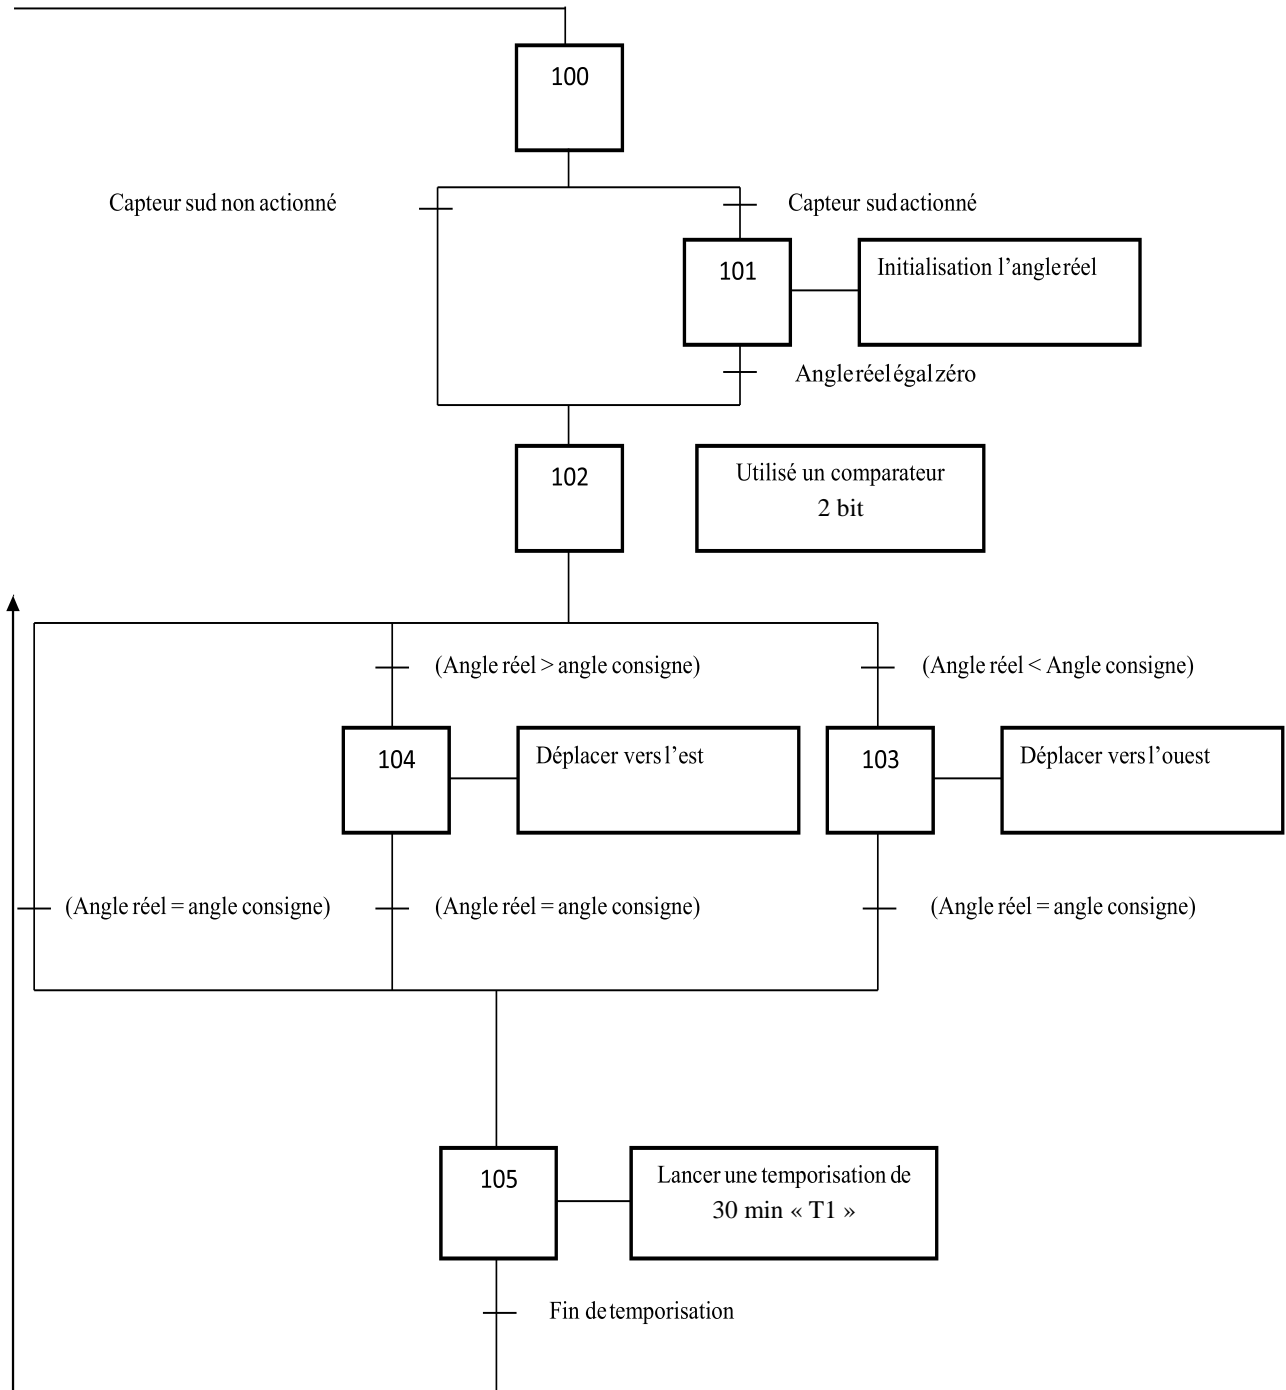 100
Capteur sud non actionné
Capteur sud actionné
101
Initialisation l’angle réel
Angle réel égal zéro
102
Utilisé un comparateur
2 bit
(Angle réel > angle consigne)
(Angle réel < Angle consigne)
104
Déplacer vers l’est
103
Déplacer vers l’ouest
(Angle réel = angle consigne)
(Angle réel = angle consigne)
(Angle réel = angle consigne)
105
Lancer une temporisation de
30 min « T1 »
Fin de temporisation